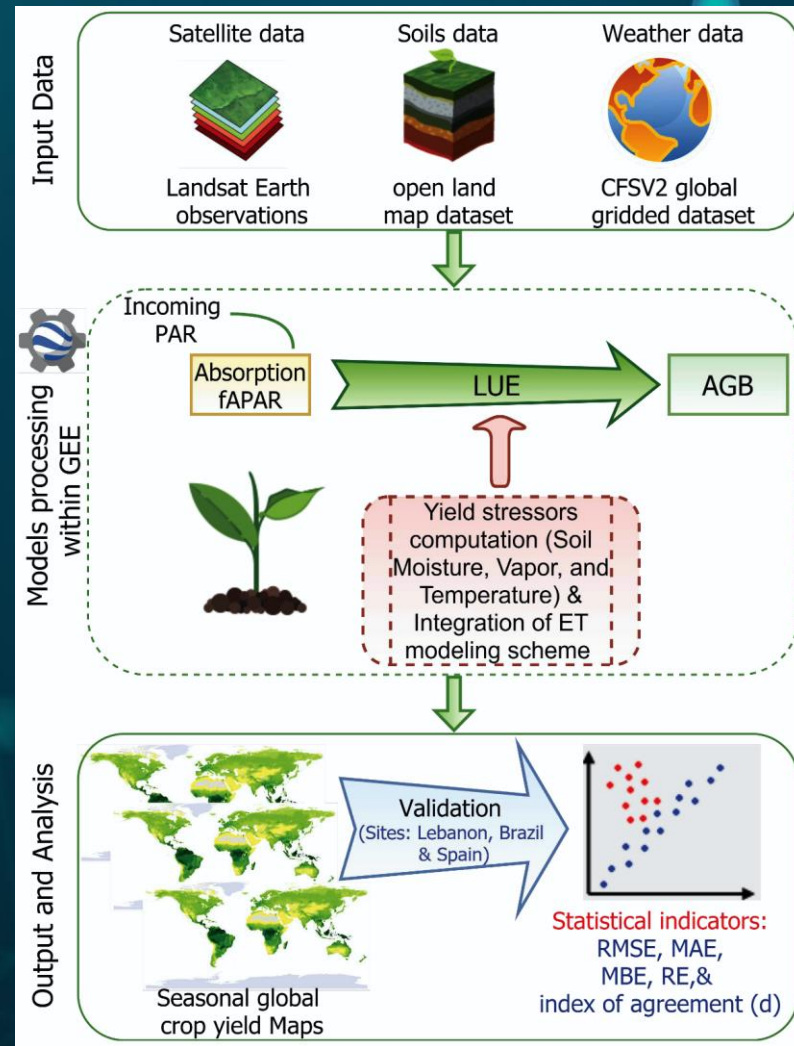 Input Data
Satellite data
Landsat Earth
observations
Soils data
open land
map dataset
Weather data
CFSV2 global
gridded dataset
Models processing
within GEE
Incoming
PAR
Absorption
fAPAR
LUE
AGB
Yield stressors
computation (Soil
Moisture, Vapor, and
Temperature) &
Integration of ET
modeling scheme
Output and Analysis
Seasonal global
crop yield Maps
Validation
(Sites: Lebanon, Brazil
& Spain)
Statistical indicators:
RMSE, MAE,
MBE, RE,&
index of agreement (d)